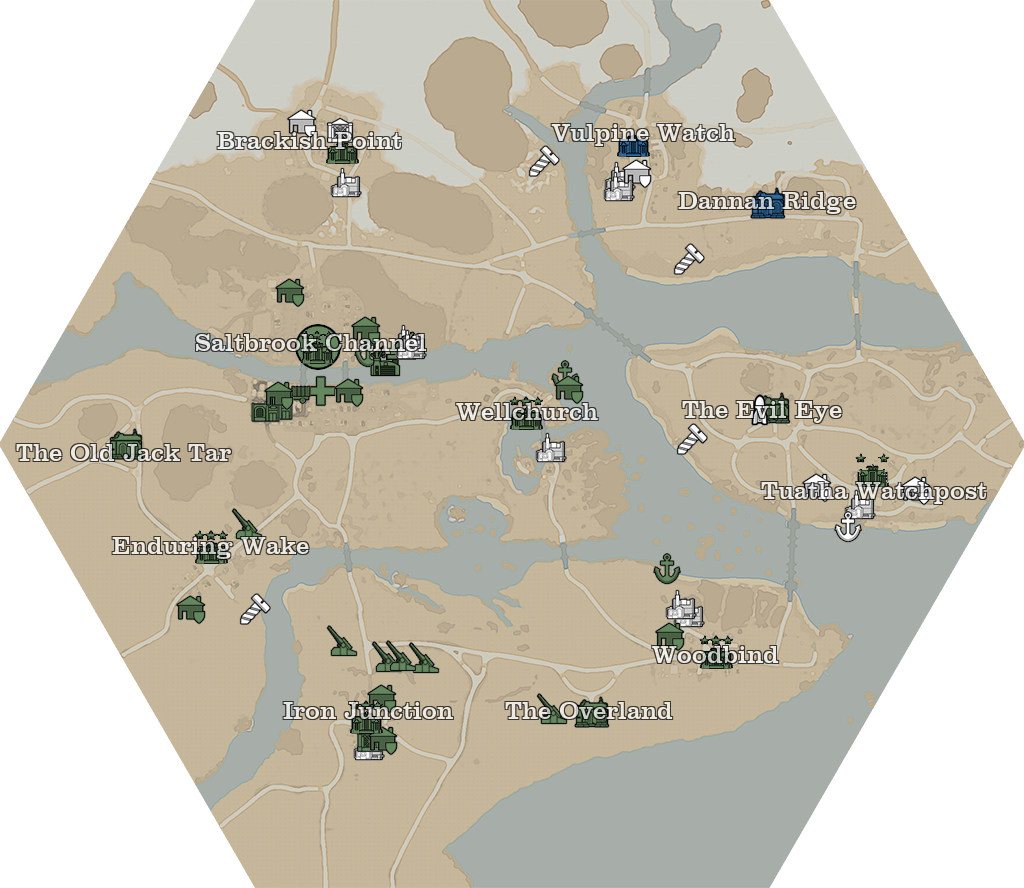 Vulpine Watch
Brackish Point
Dannan Ridge
Saltbrook Channel
Wellchurch
The Evil Eye
The Old Jack Tar
Tuatha Watchpost
Enduring Wake
Woodbind
Iron Junction
The Overland